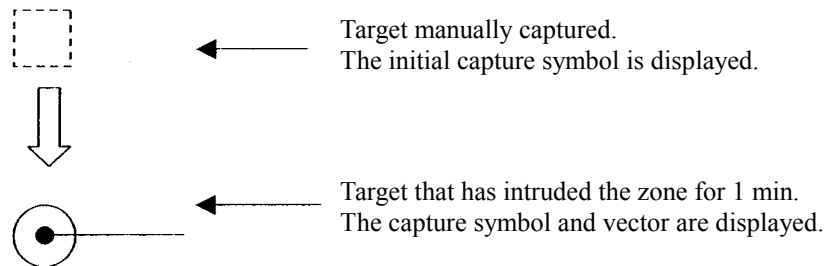 Target manually captured.
The initial capture symbol is displayed.
Target that has intruded the zone for 1 min.
The capture symbol and vector are displayed.